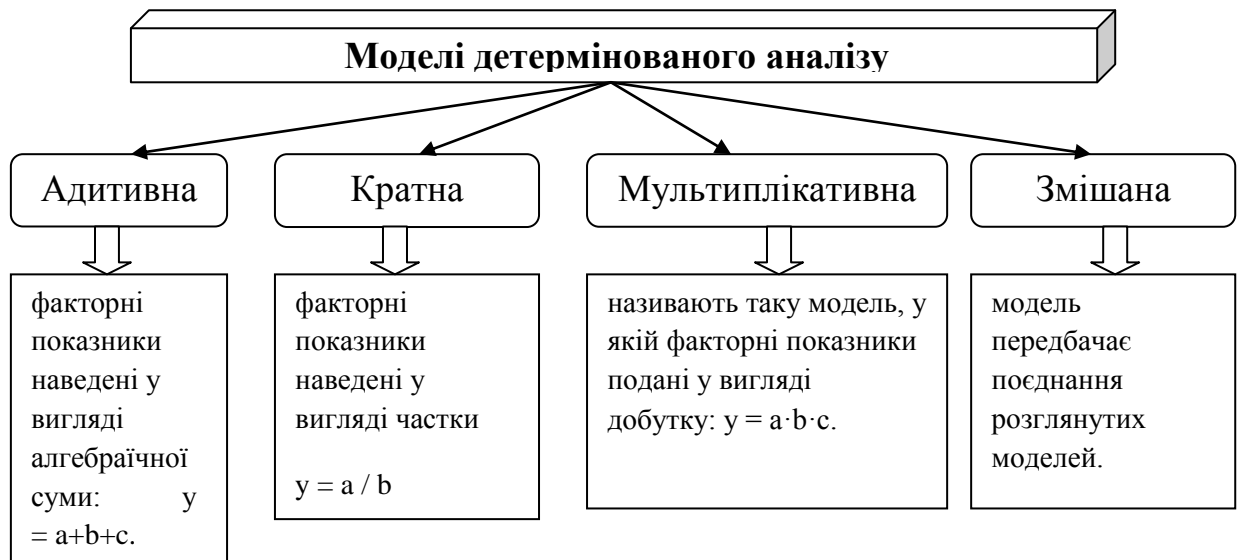 Моделі детермінованого аналізу
Адитивна
Кратна
Мультиплікативна
Змішана
факторні
показники
наведені у
вигляді
алгебраїчної
суми: у
= a+b+c.
факторні
показники
наведені у
вигляді частки
y = a / b
називають таку модель, у
якій факторні показники
подані у вигляді
добутку: y = a·b·c.
модель
передбачає
поєднання
розглянутих
моделей.